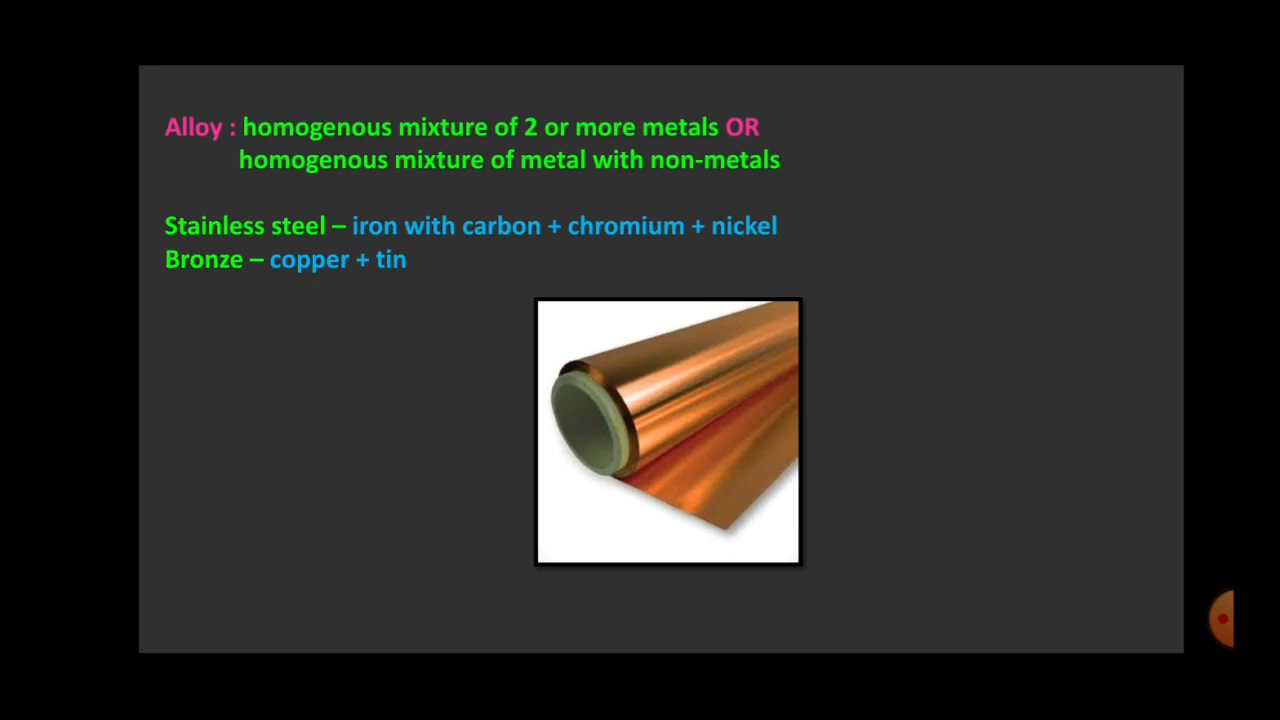 Alloy : homogenous mixture of 2 or more metals OR
homogenous mixture of metal with non-metals
Stainless steel – iron with carbon + chromium + nickel
Bronze – copper + tin